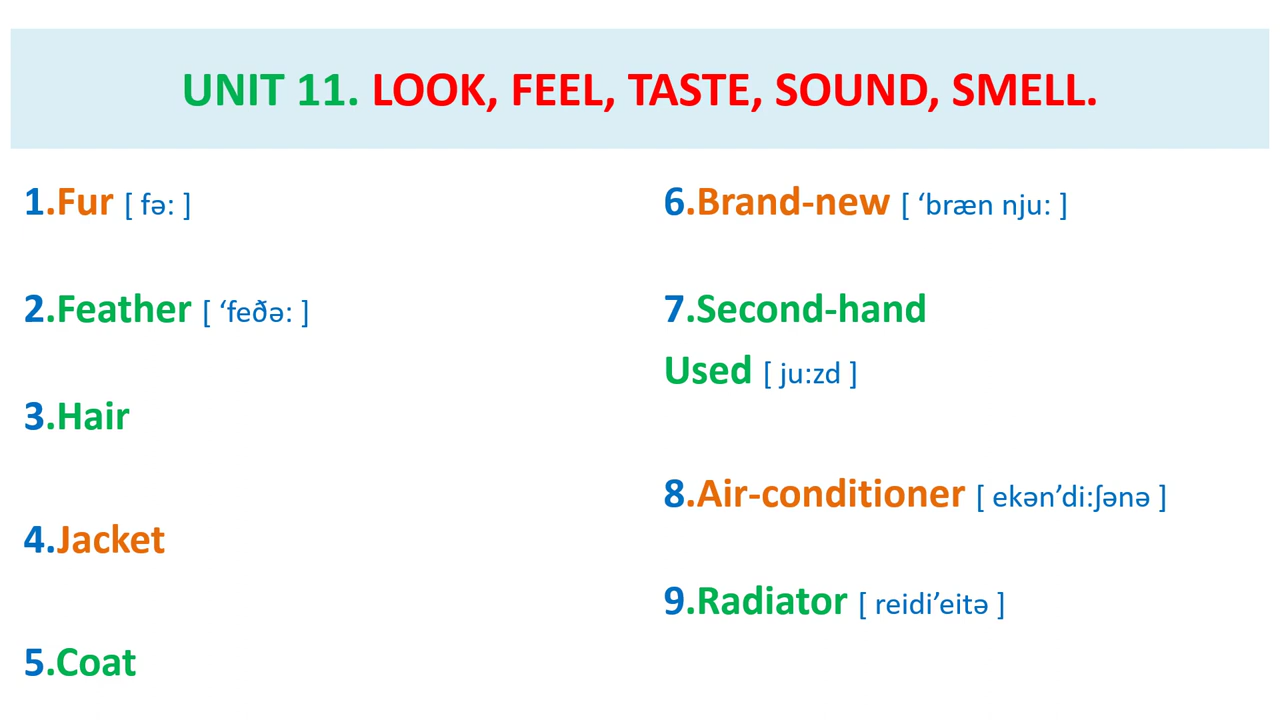 UNIT 11. LOOK, FEEL, TASTE, SOUND, SMELL.
1.Fur [ fə: ]
2.Feather [ ‘feðə: ]
3.Hair
4.Jacket
5.Coat
6.Brand-new [ ‘bræn nju: ]
7.Second-hand
Used [ ju:zd ]
8.Air-conditioner [ ekən’di:ʃənə ]
9.Radiator [ reidi’eitə ]